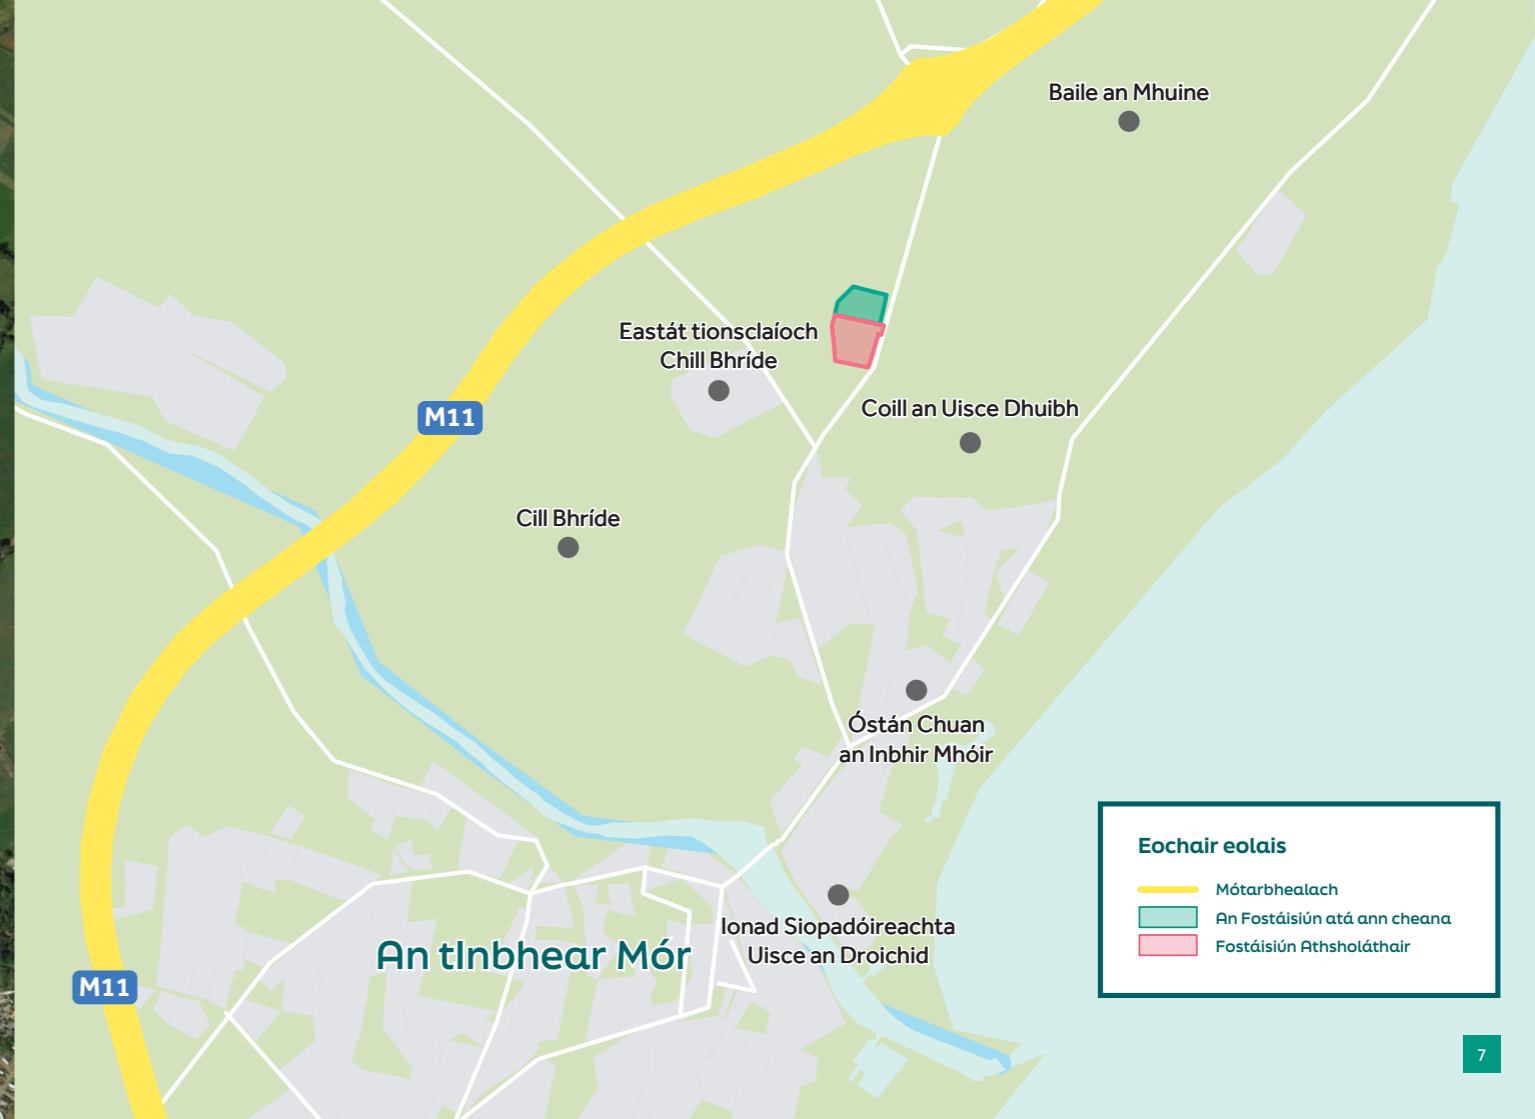 Baile an Mhuine
Eastát tionsclaíoch
Chill Bhríde
M11
Coill an Uisce Dhuibh
Cill Bhríde
Óstán Chuan
an Inbhir Mhóir
Ionad Siopadóireachta
Uisce an Droichid
An tInbhear Mór
M11
Eochair eolais
Mótarbhealach
An Fostáisiún atá ann cheana
Fostáisiún Athsholáthair
7